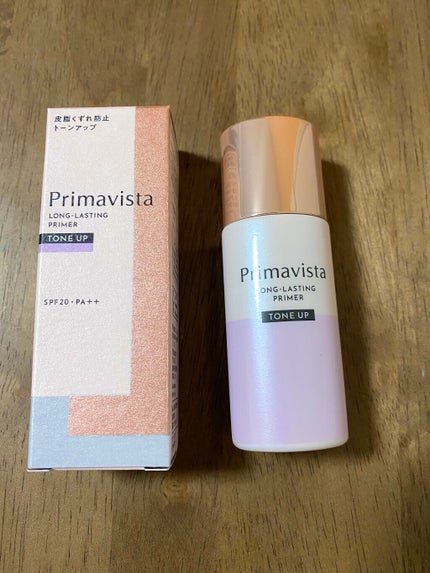 皮脂くずれ防止
トーンアップ
Primavista
LONG-LASTING
PRIMER
TONE UP
SPF20・PA++
Primavista
LONG-LASTING
PRIMER
TONE UP